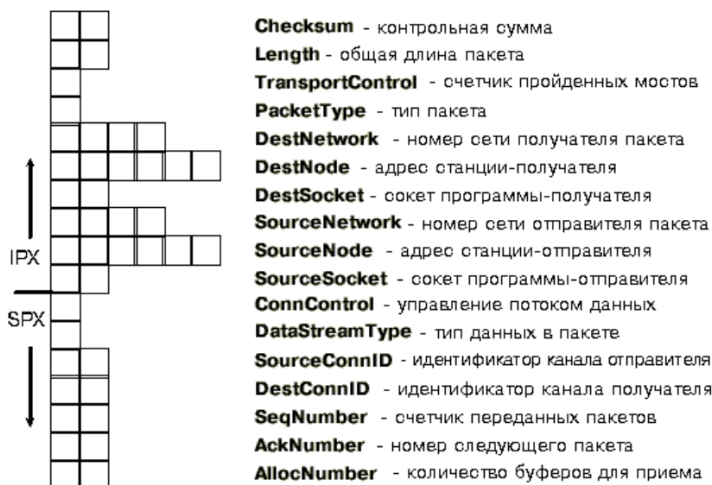 Checksum - контрольная сумма
Length - общая длина пакета
TransportControl - счетчик пройденных мостов
PacketType - тип пакета
DestNetwork - номер сети получателя пакета
DestNode - адрес станции-получателя
DestSocket - сокет программы-получателя
SourceNetwork - номер сети отправителя пакета
SourceNode - адрес станции-отправителя
IPX
SourceSocket - сокет программы-отправителя
ConnControl - управление потоком данных
SPX
DataStreamType - тип данных в пакете
SourceConnID - идентификатор канала отправителя
DestConnID - идентификатор канала получателя
SeqNumber - счетчик переданных пакетов
AckNumber - номер следующего пакета
AllocNumber - количество буферов для приема